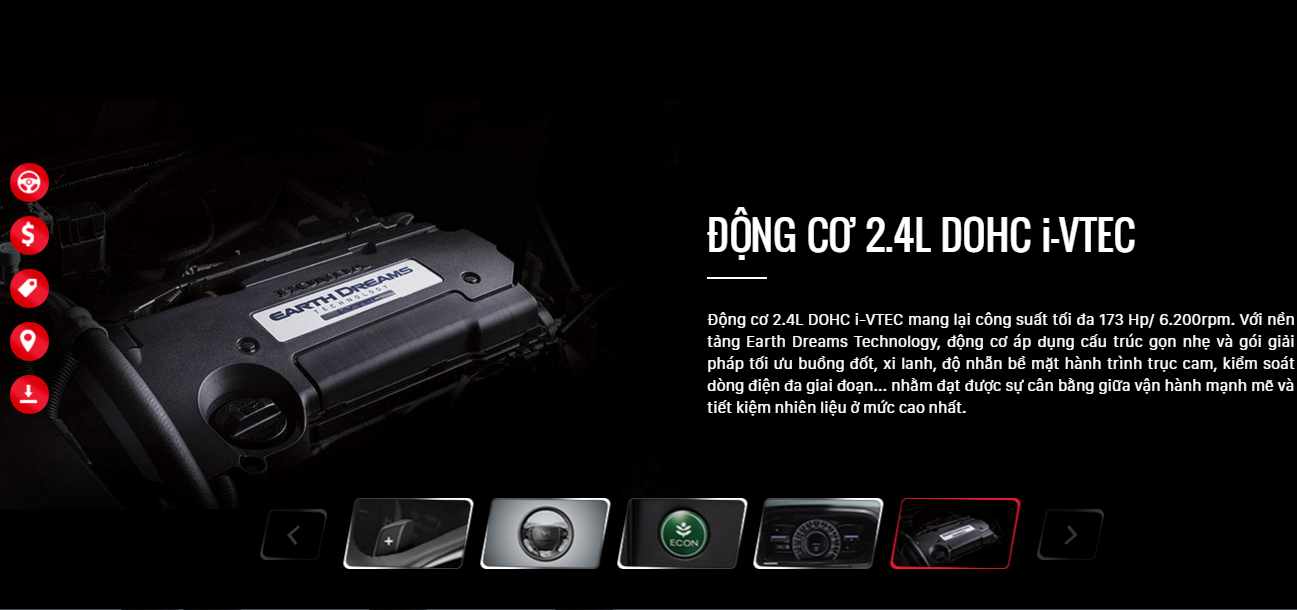 HONDA
EARTH DREAMS
TECHNOLOGY
ĐỘNG CƠ 2.4L DOHC i-VTEC
Động cơ 2.4L DOHC i-VTEC mang lại công suất tối đa 173 Hp/ 6.200rpm. Với nền
tảng Earth Dreams Technology, động cơ áp dụng cấu trúc gọn nhẹ và gói giải
pháp tối ưu buồng đốt, xi lanh, độ nhẵn bề mặt hành trình trục cam, kiểm soát
dòng điện đa giai đoạn... nhằm đạt được sự cân bằng giữa vận hành mạnh mẽ và
tiết kiệm nhiên liệu ở mức cao nhất.
ECON